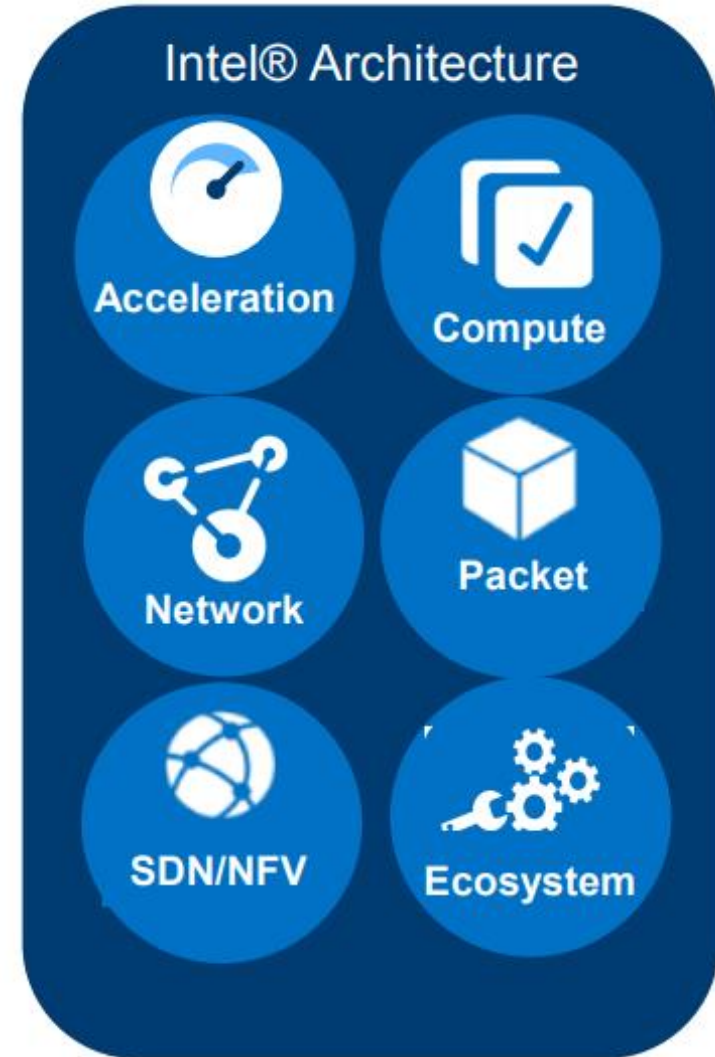 Intel® Architecture
Acceleration
Compute
Network
Packet
SDN/NFV
Ecosystem